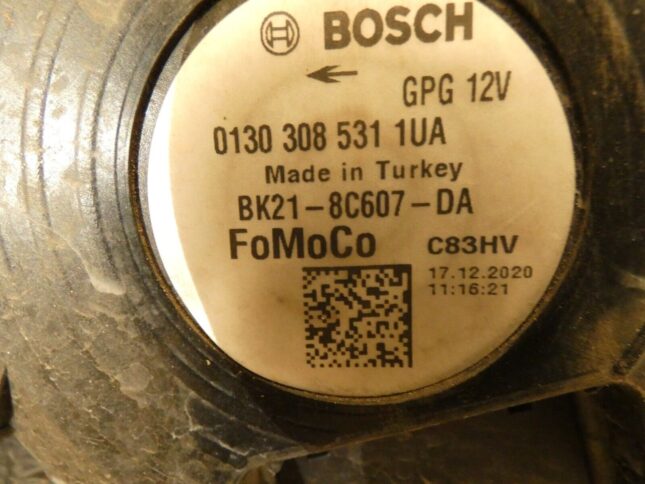 BOSCH
GPG 12V
0130 308 531 1UA
Made in Turkey
BK21-8C607-DA
FoMoCo C83HV
17.12.2020
11:16:21